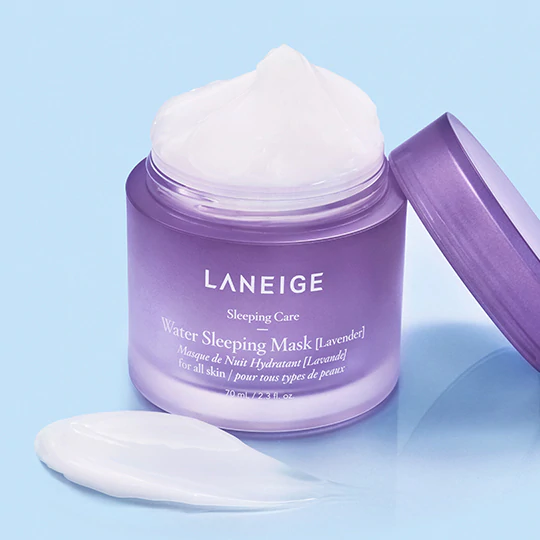 LANEIGE
Sleeping Care
Water Sleeping Mask [Lavender]
Masque de Nuit Hydratant [Lavande]
for all skin / pour tous types de peaux
70 mL / 2.3 fl. oz.